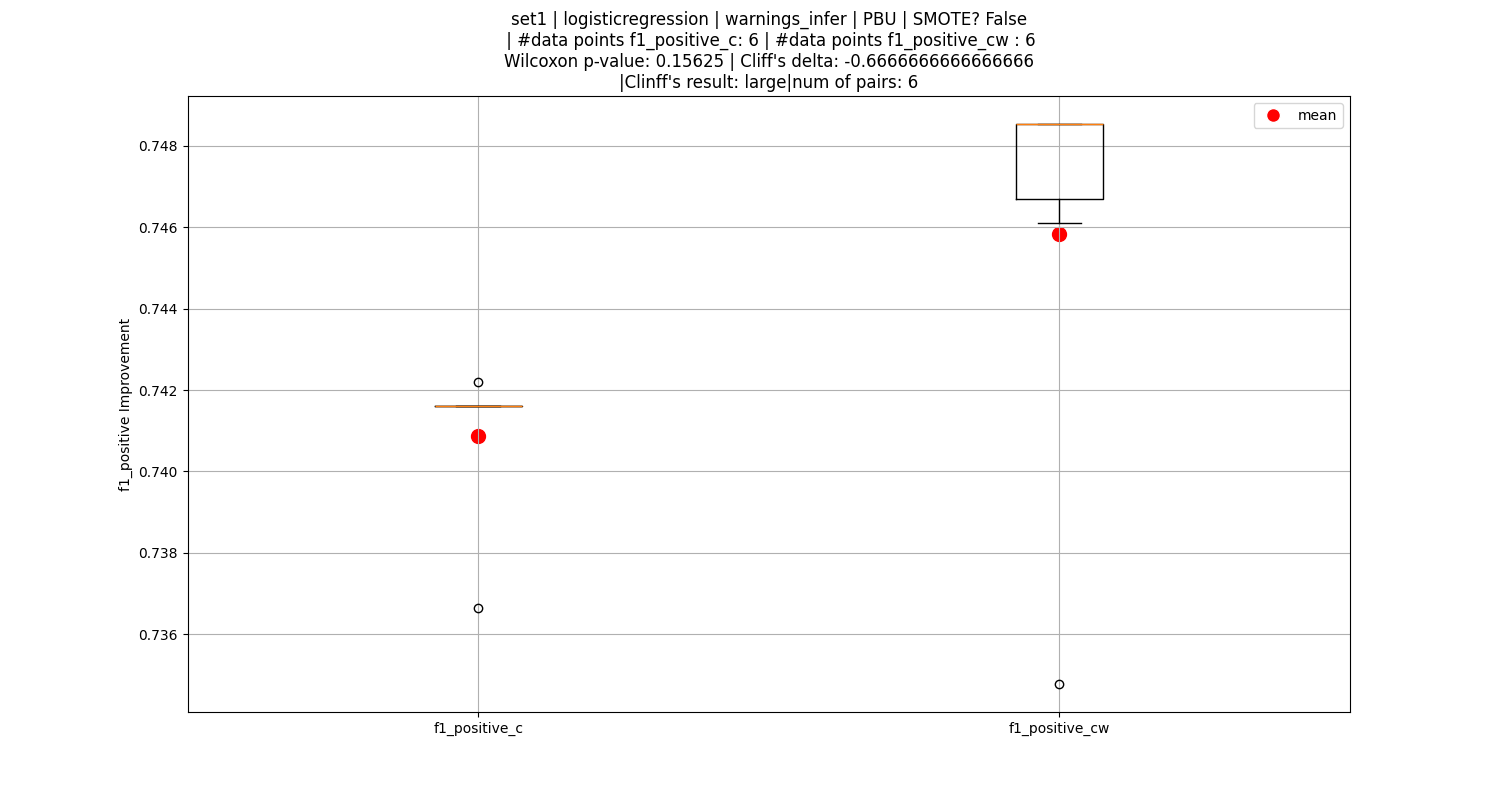 set1 | logisticregression | warnings_infer | PBU | SMOTE? False
| #data points f1_positive_c: 6 | #data points f1_positive_cw : 6
Wilcoxon p-value: 0.15625 | Cliff's delta: -0.6666666666666666
|Clinff's result: large|num of pairs: 6
mean
0.748
0.746
0.744
0.742
0.740
0.738
0.736
f1_positive Improvement
f1_positive_c
f1_positive_cw